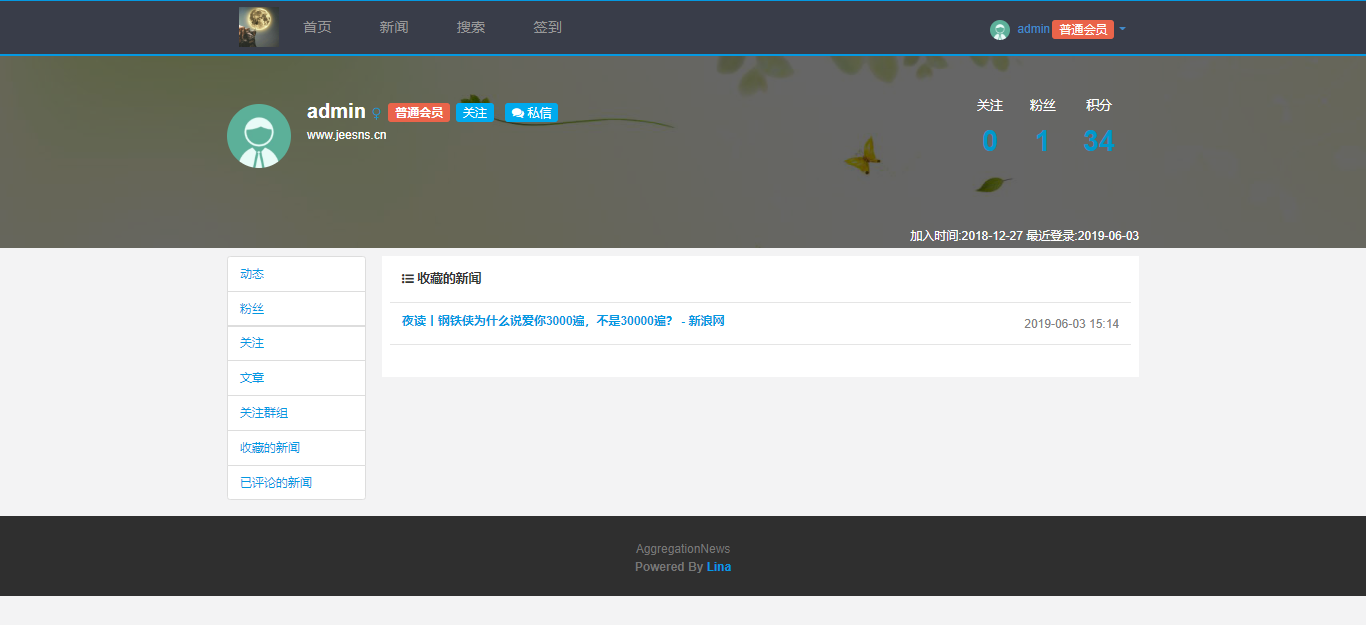 首页 新闻 搜索 签到 admin 普通会员
admin 普通会员 关注 私信
www.jeesns.cn
关注 粉丝 积分
0 1 34
加入时间:2018-12-27 最近登录:2019-06-03
动态
粉丝
关注
文章
关注群组
收藏的新闻
已评论的新闻
收藏的新闻
夜读丨钢铁侠为什么说爱你3000遍，不是30000遍？ - 新浪网 2019-06-03 15:14
AggregationNews
Powered By Lina